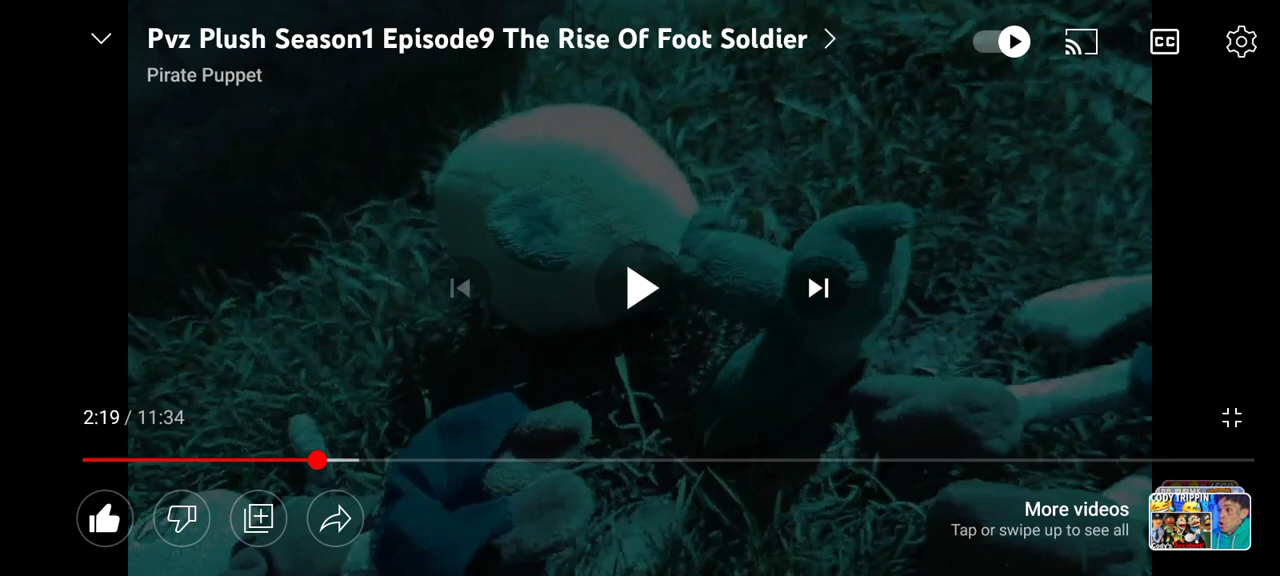 Pvz Plush Season1 Episode9 The Rise Of Foot Soldier
Pirate Puppet
CC
2:19 / 11:34
More videos
Tap or swipe up to see all
CODY TRIPPIN